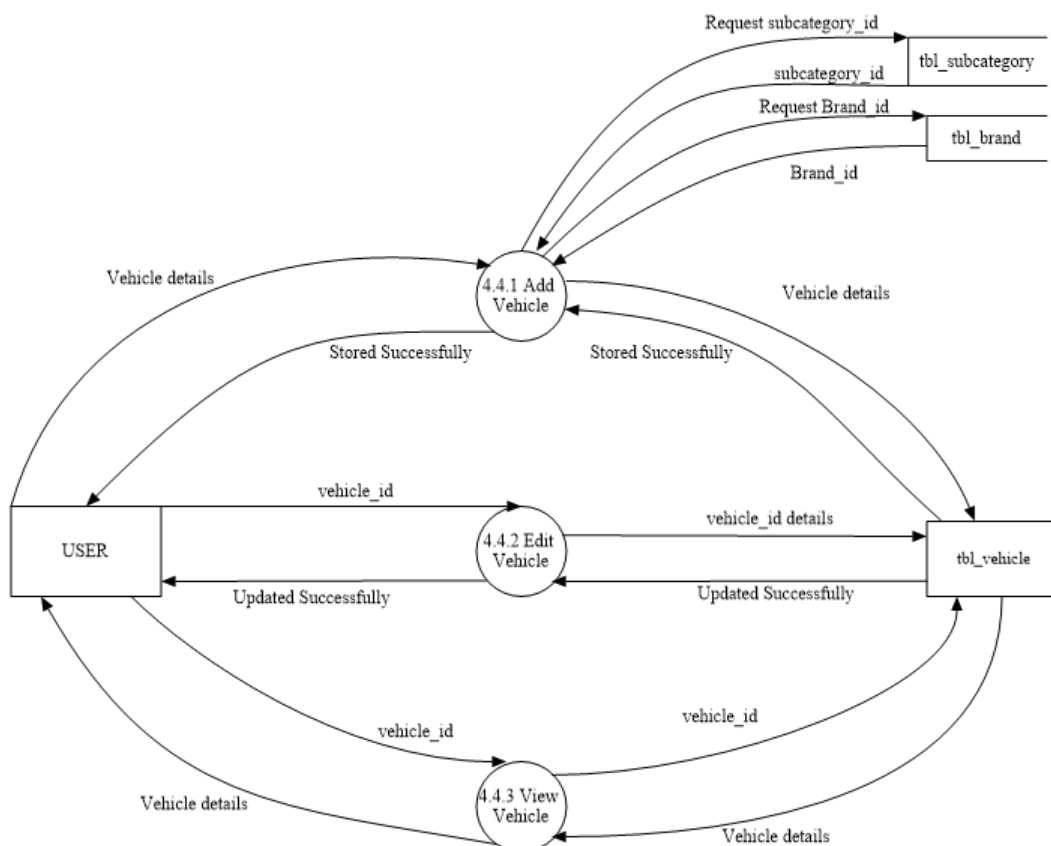 Request subcategory_id
tbl_subcategory
subcategory_id
Request Brand_id
tbl_brand
Brand_id
Vehicle details
4.4.1 Add
Vehicle
Vehicle details
Stored Successfully
Stored Successfully
vehicle_id
vehicle_id details
USER
4.4.2 Edit
Vehicle
tbl_vehicle
Updated Successfully
Updated Successfully
vehicle_id
vehicle_id
4.4.3 View
Vehicle
Vehicle details
Vehicle details